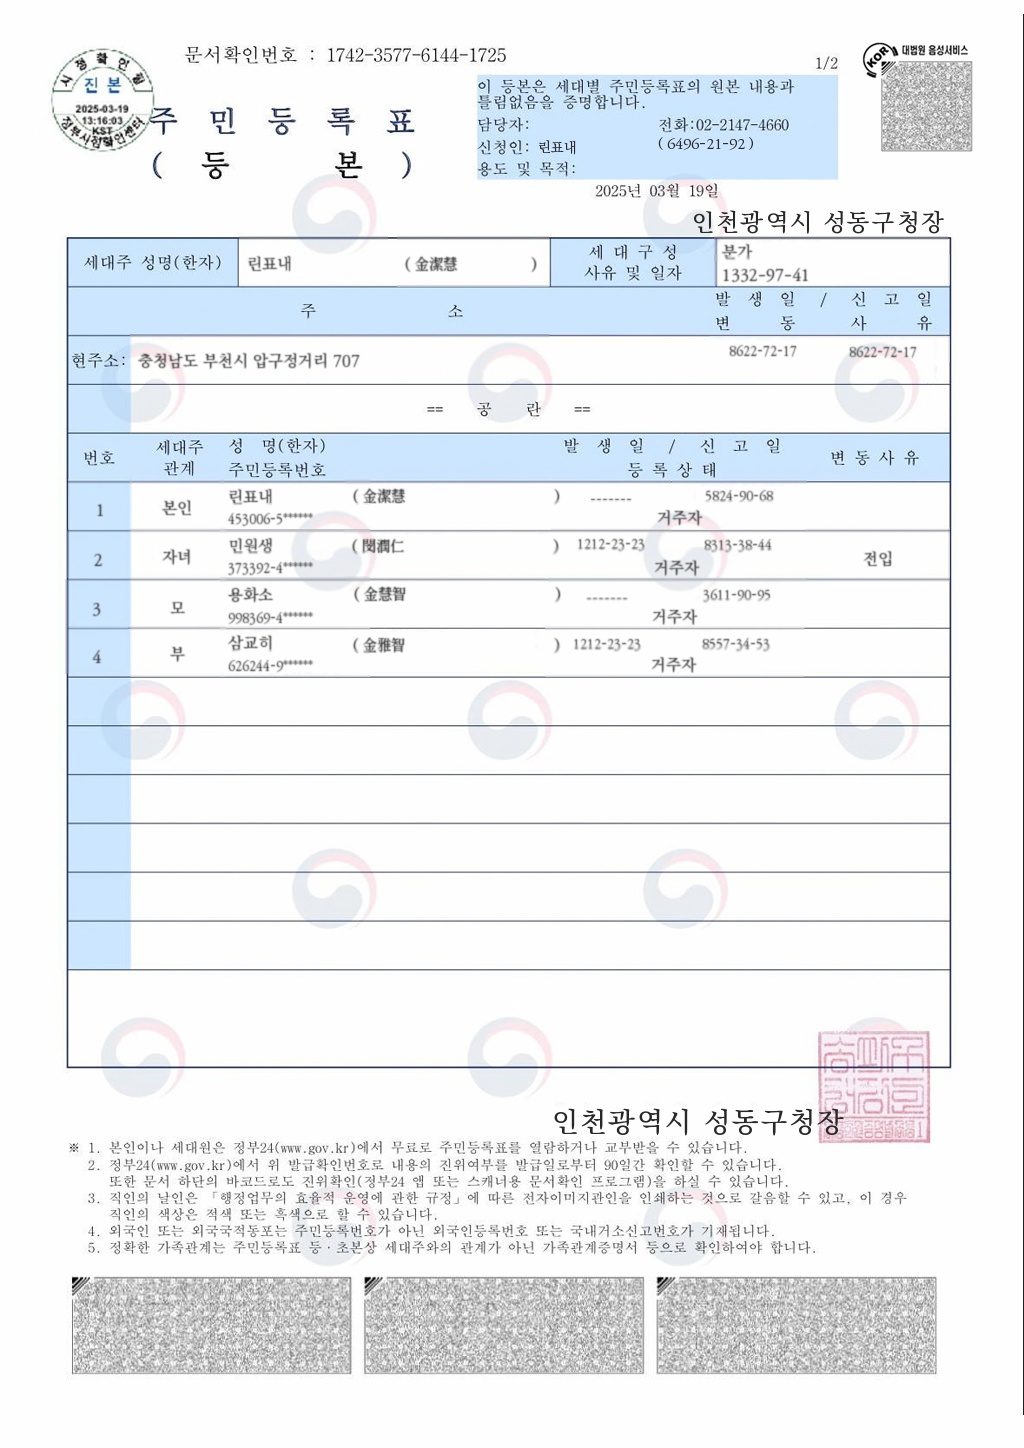 문서확인번호 : 1742-3577-6144-1725
1/2
대법원 음성서비스
KOR
시점확인필
진 본
2025-03-19
13:16:03
KST
주 민 등 록 표
( 등 본 )
이 등본은 세대별 주민등록표의 원본 내용과
틀림없음을 증명합니다.
담당자: 전화:02-2147-4660
신청인: 린표내 ( 6496-21-92 )
용도 및 목적:
2025년 03월 19일
인천광역시 성동구청장
세대주 성명(한자) 린표내 ( 金潔慧 ) 세 대 구 성 사유 및 일자 분가 1332-97-41
주 소 발 생 일 / 신 고 일
변 동 사 유
현주소: 충청남도 부천시 압구정거리 707 8622-72-17 8622-72-17
== 공 란 ==
번호 세대주 관계 성 명(한자) 주민등록번호 발 생 일 / 신 고 일 등 록 상 태 변 동 사 유
1 본인 린표내 ( 金潔慧 ) ------- 5824-90-68
453006-5****** 거주자
2 자녀 민원생 ( 閔潤仁 ) 1212-23-23 8313-38-44 전입
373392-4****** 거주자
3 모 용화소 ( 金慧智 ) ------- 3611-90-95
998369-4****** 거주자
4 부 삼교히 ( 金雅智 ) 1212-23-23 8557-34-53
626244-9****** 거주자
인천광역시 성동구청장
※ 1. 본인이나 세대원은 정부24(www.gov.kr)에서 무료로 주민등록표를 열람하거나 교부받을 수 있습니다.
2. 정부24(www.gov.kr)에서 위 발급확인번호로 내용의 진위여부를 발급일로부터 90일간 확인할 수 있습니다.
또한 문서 하단의 바코드로도 진위확인(정부24 앱 또는 스캐너용 문서확인 프로그램)을 하실 수 있습니다.
3. 직인의 날인은 「행정업무의 효율적 운영에 관한 규정」에 따른 전자이미지관인을 인쇄하는 것으로 갈음할 수 있고, 이 경우
직인의 색상은 적색 또는 흑색으로 할 수 있습니다.
4. 외국인 또는 외국국적동포는 주민등록번호가 아닌 외국인등록번호 또는 국내거소신고번호가 기재됩니다.
5. 정확한 가족관계는 주민등록표 등·초본상 세대주와의 관계가 아닌 가족관계증명서 등으로 확인하여야 합니다.